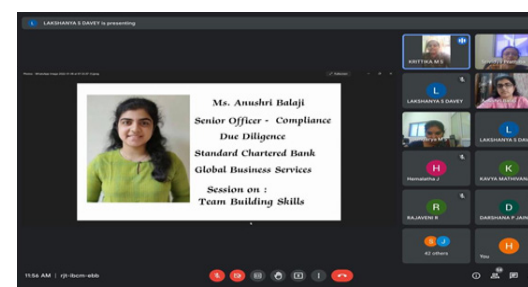 LAKSHANYA S DAVEY is presenting
Ms. Anushri Balaji
Senior Officer - Compliance
Due Diligence
Standard Chartered Bank
Global Business Services
Session on :
Team Building Skills
KRITTIKA M S
L
LAKSHANYA S DAVEY
L
LAKSHANYA S DAV
H
Hemalatha J
K
KAVYA MATHIVAN
R
RAJAVENI R
D
DARSHANA P JAIN
S J
42 others
H
You
11:56 AM | rjt-ibcm-ebb